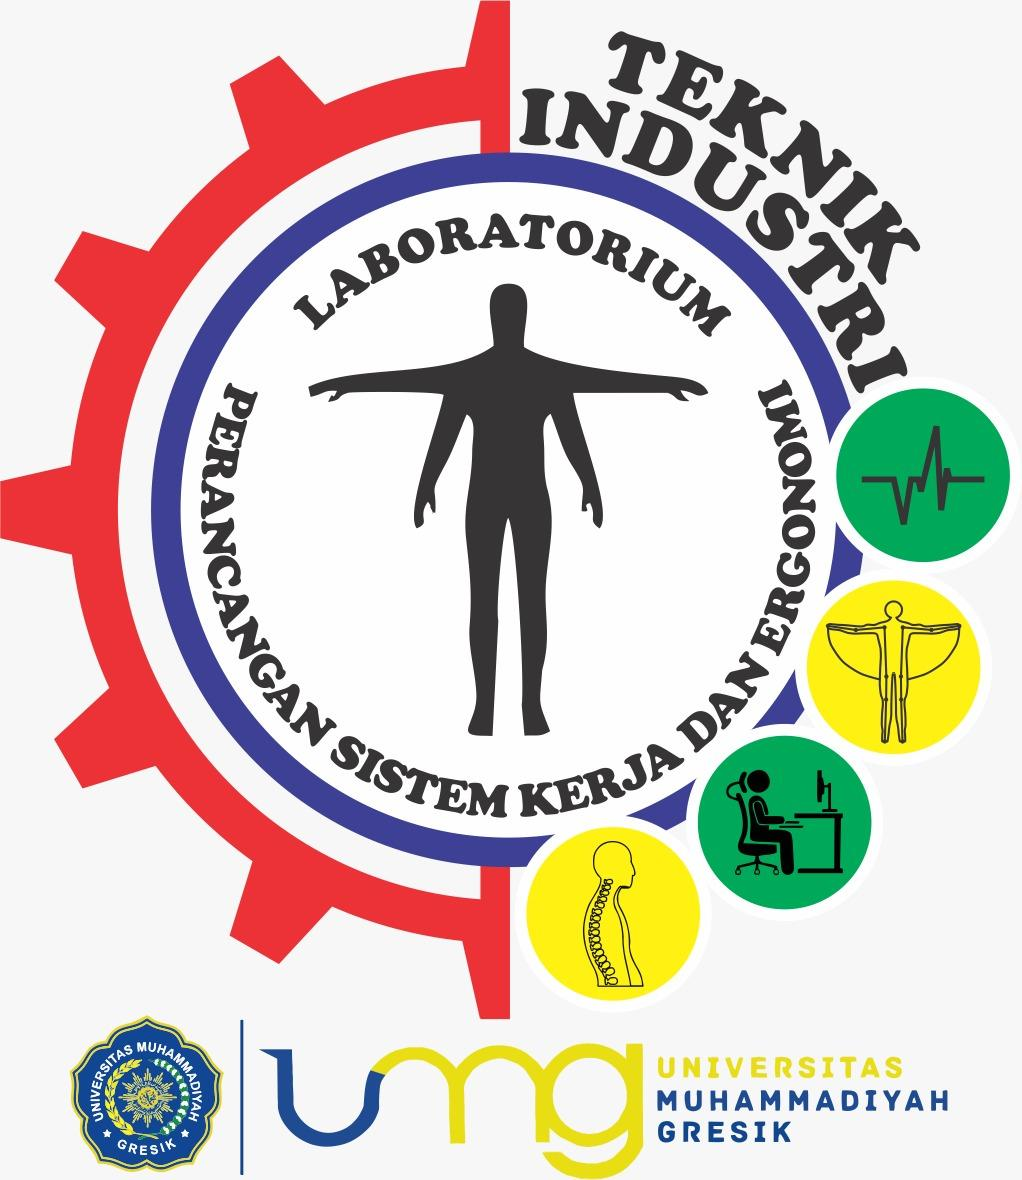 TEKNIK
INDUSTRI
LABORATORIUM
PERANCANGAN SISTEM KERJA DAN ERGONOMI
UNIVERSITAS MUHAMMADIYAH
GRESIK
umg
UNIVERSITAS
MUHAMMADIYAH
GRESIK